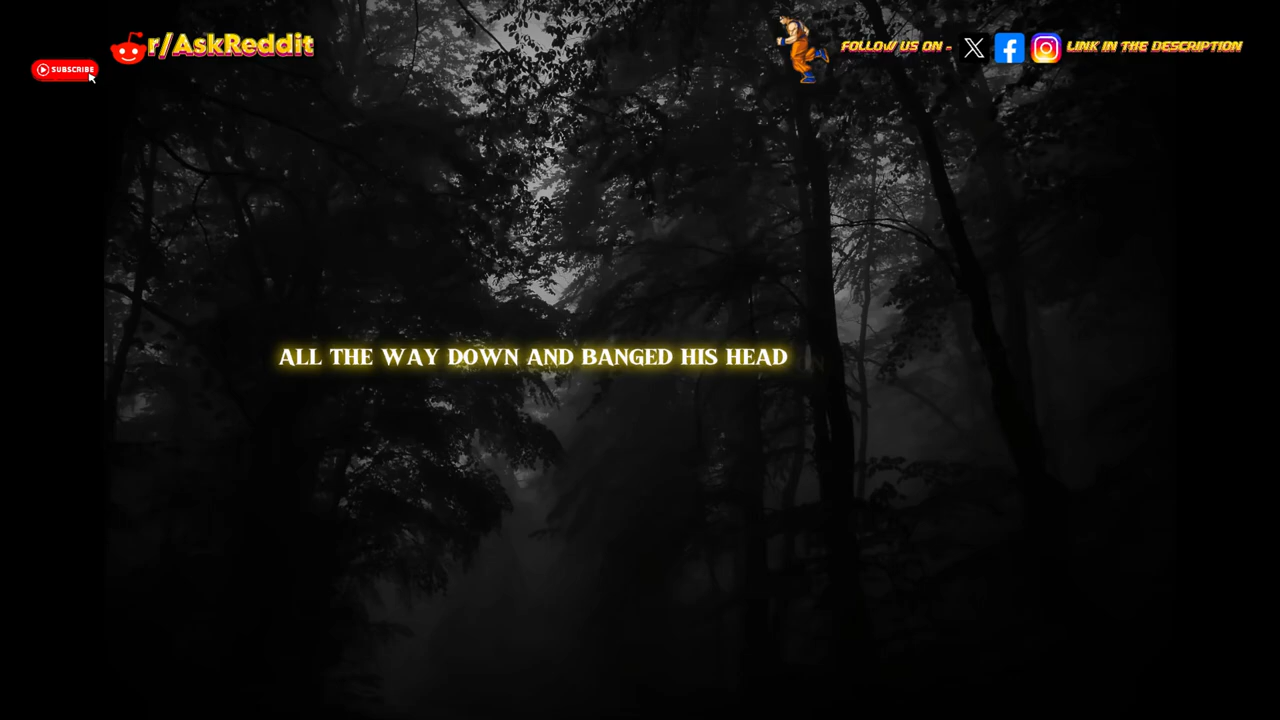 r/AskReddit
SUBSCRIBE
FOLLOW US ON - LINK IN THE DESCRIPTION
ALL THE WAY DOWN AND BANGED HIS HEAD